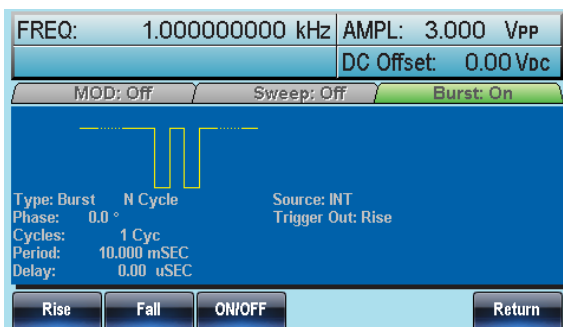 FREQ: 1.0000000000 kHz AMPL: 3.000 VPP
DC Offset: 0.00 VDC
MOD: Off Sweep: Off Burst: On
Type: Burst N Cycle Source: INT
Phase: 0.0 ° Trigger Out: Rise
Cycles: 1 Cyc
Period: 10.000 mSEC
Delay: 0.00 uSEC
Rise Fall ON/OFF Return